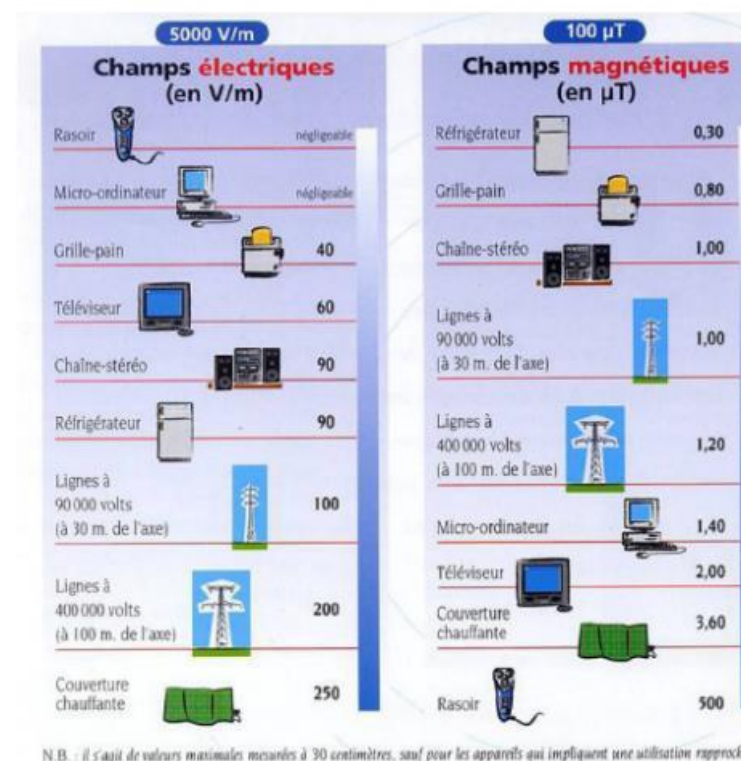 5000 V/m
Champs électriques
(en V/m)
Rasoir négligeable
Micro-ordinateur négligeable
Grille-pain 40
Téléviseur 60
Chaîne-stéréo 90
Réfrigérateur 90
Lignes à
90 000 volts 100
(à 30 m. de l'axe)
Lignes à
400 000 volts 200
(à 100 m. de l'axe)
Couverture
chauffante 250
100 µT
Champs magnétiques
(en µT)
Réfrigérateur 0,30
Grille-pain 0,80
Chaîne-stéréo 1,00
Lignes à
90 000 volts 1,00
(à 30 m. de l'axe)
Lignes à
400 000 volts 1,20
(à 100 m. de l'axe)
Micro-ordinateur 1,40
Téléviseur 2,00
Couverture
chauffante 3,60
Rasoir 500
N.B. : il s'agit de valeurs maximales mesurées à 30 centimètres, sauf pour les appareils qui impliquent une utilisation